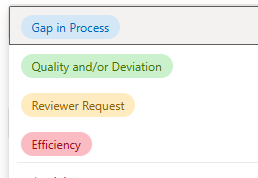 Gap in Process
Quality and/or Deviation
Reviewer Request
Efficiency